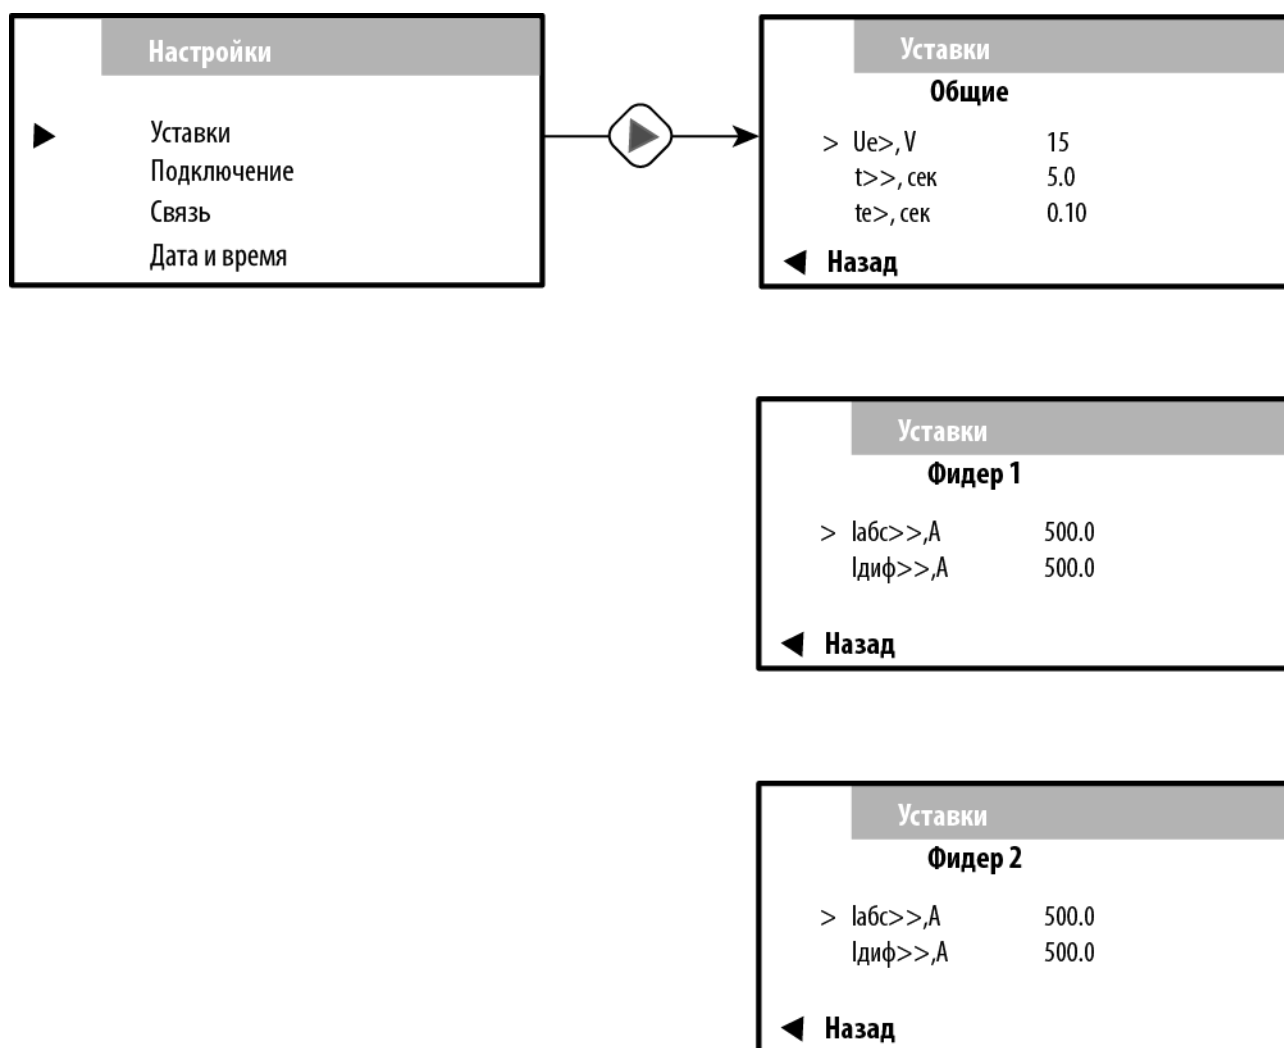 Настройки
Уставки
Подключение
Связь
Дата и время
Уставки
Общие
> Ue>, V 15
t>>, сек 5.0
te>, сек 0.10
Назад
Уставки
Фидер 1
> Iабс>>,А 500.0
Iдиф>>,А 500.0
Назад
Уставки
Фидер 2
> Iабс>>,А 500.0
Iдиф>>,А 500.0
Назад